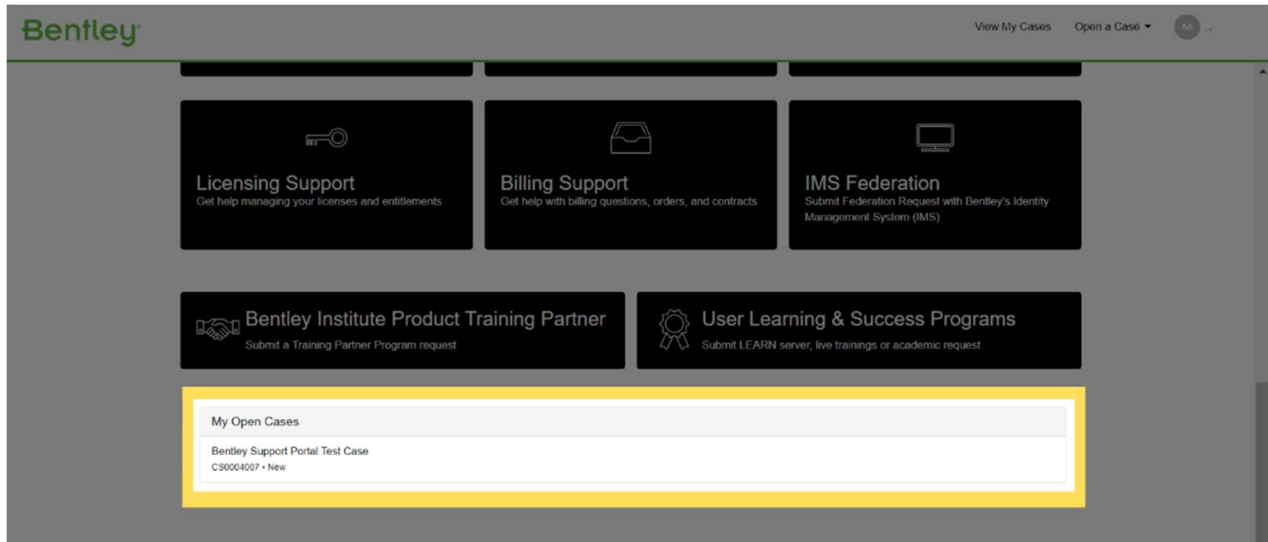 Bentley
View My Cases
Open a Case
AA
Licensing Support
Get help managing your licenses and entitlements
Billing Support
Get help with billing questions, orders, and contracts
IMS Federation
Submit Federation Request with Bentley's Identity
Management System (IMS)
Bentley Institute Product Training Partner
Submit a Training Partner Program request
User Learning & Success Programs
Submit LEARN server, live trainings or academic request
My Open Cases
Bentley Support Portal Test Case
CS0004007 • New